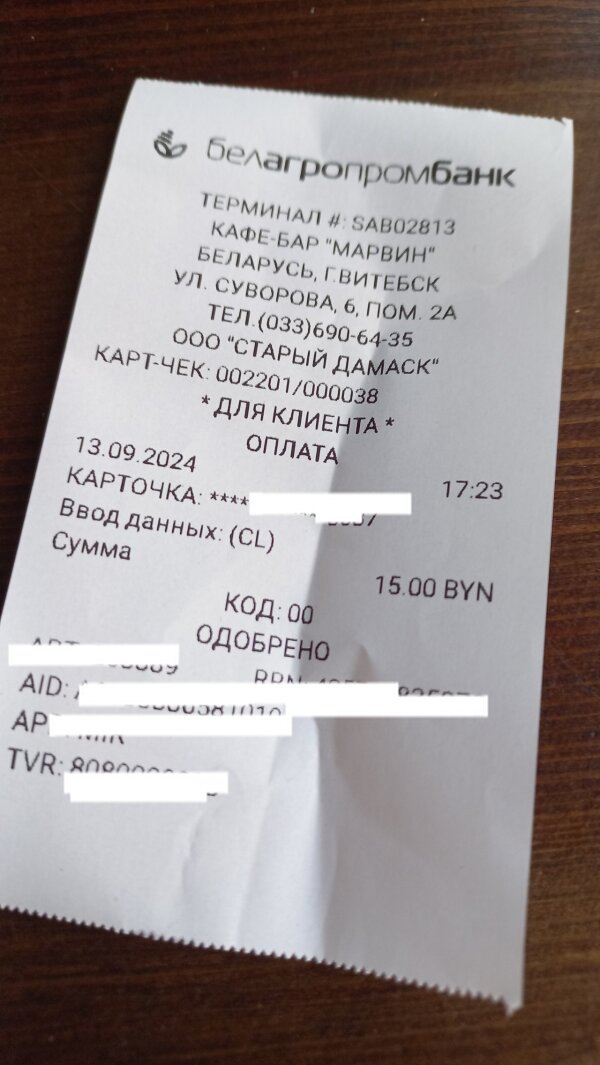 белагропромбанк
ТЕРМИНАЛ #: SAB02813
КАФЕ-БАР "МАРВИН"
БЕЛАРУСЬ, Г.ВИТЕБСК
УЛ. СУВОРОВА, 6, ПОМ. 2А
ТЕЛ.(033)690-64-35
ООО "СТАРЫЙ ДАМАСК"
КАРТ-ЧЕК: 002201/000038
* ДЛЯ КЛИЕНТА *
ОПЛАТА
13.09.2024 17:23
КАРТОЧКА: ****
Ввод данных: (CL)
Сумма
15.00 BYN
КОД: 00
ОДОБРЕНО
AID:
TVR: